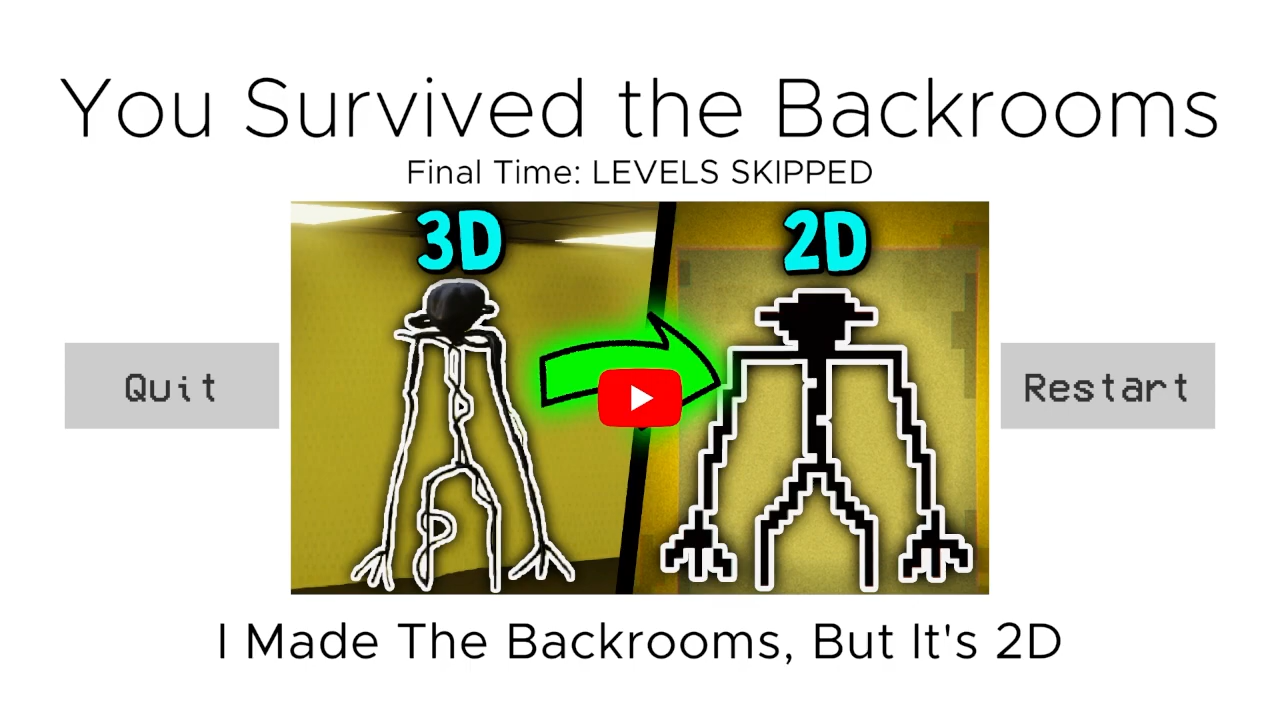 You Survived the Backrooms
Final Time: LEVELS SKIPPED
3D
2D
Quit
Restart
I Made The Backrooms, But It's 2D